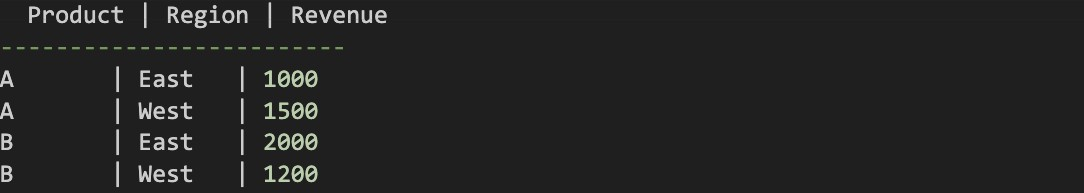 Product | Region | Revenue
-------------------------
A       | East   | 1000
A       | West   | 1500
B       | East   | 2000
B       | West   | 1200